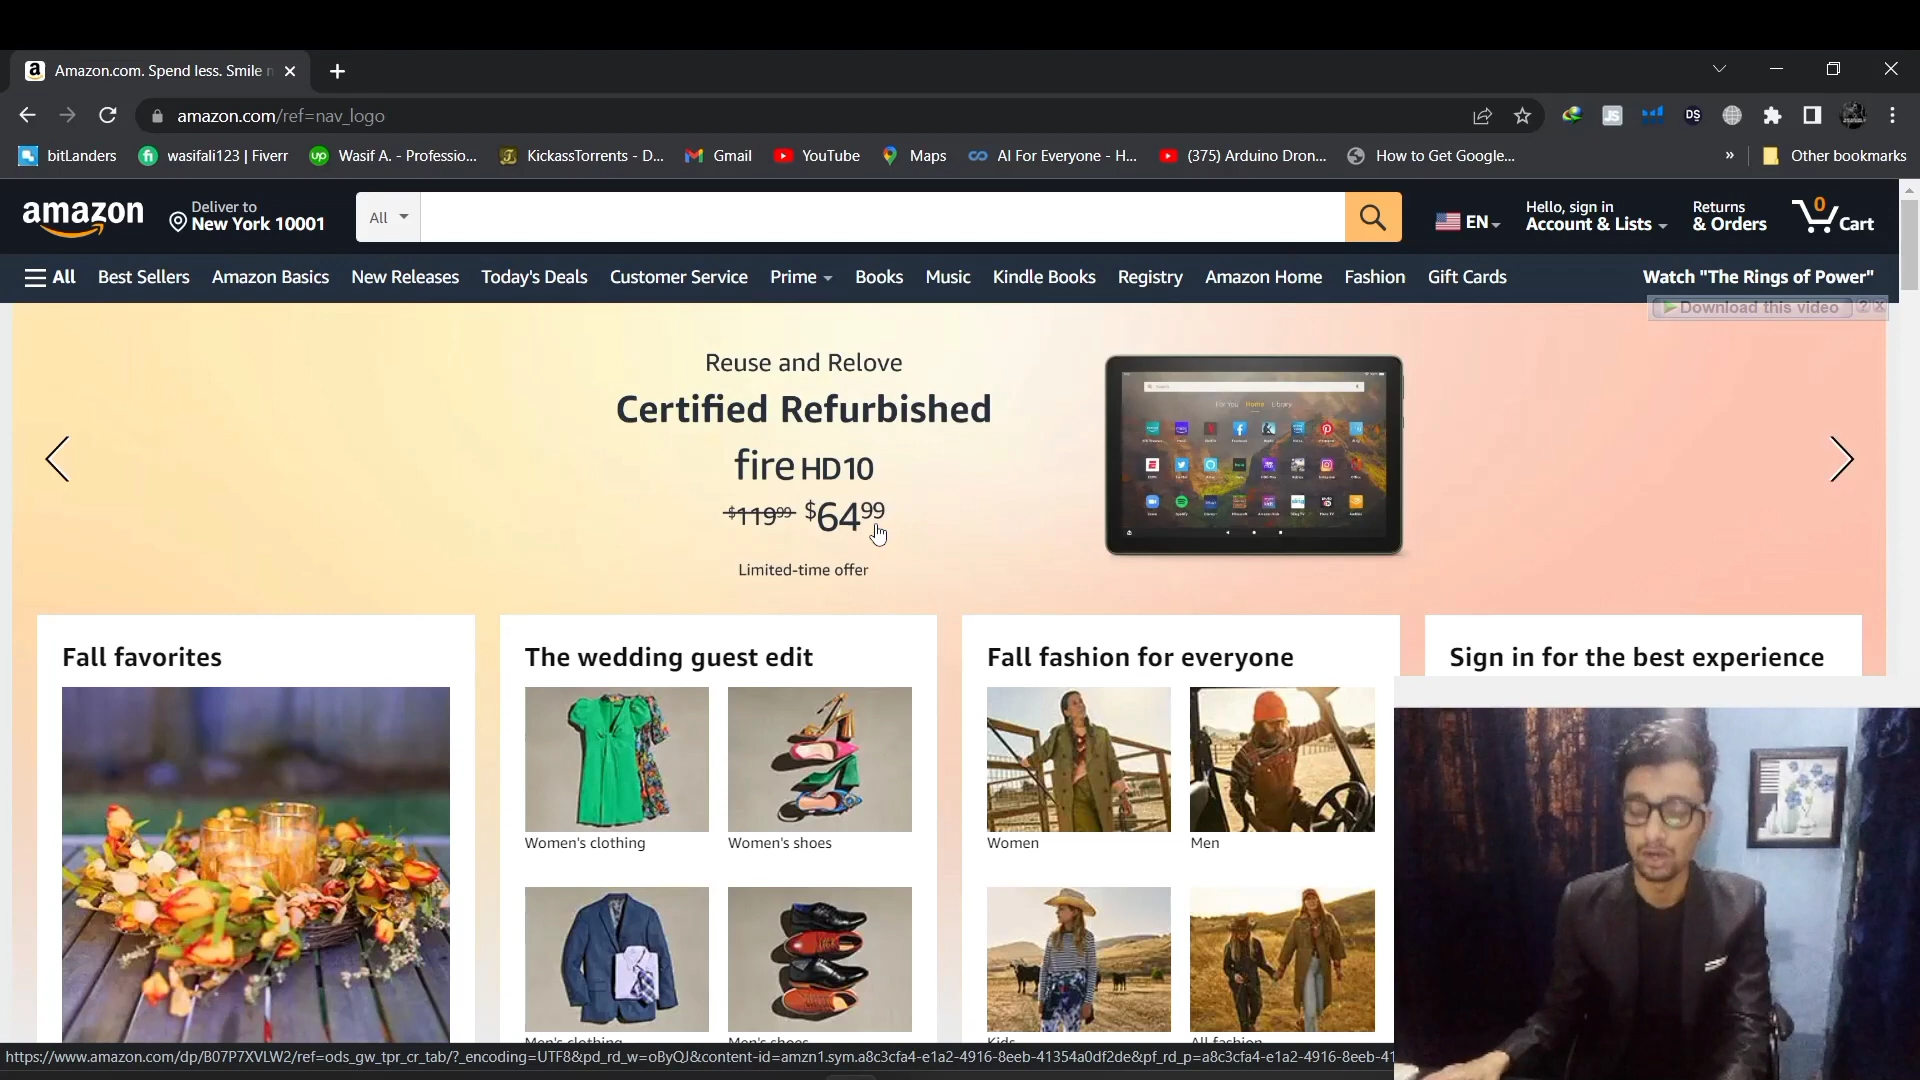 Amazon.com. Spend less. Smile
amazon.com/ref=nav_logo
bitLanders
wasifali123 | Fiverr
Wasif A. - Professio...
KickassTorrents - D...
Gmail
YouTube
Maps
AI For Everyone - H...
(375) Arduino Dron...
How to Get Google...
»
Other bookmarks
amazon
Deliver to
New York 10001
All
EN
Hello, sign in
Account & Lists
Returns
& Orders
0
Cart
All
Best Sellers
Amazon Basics
New Releases
Today's Deals
Customer Service
Prime
Books
Music
Kindle Books
Registry
Amazon Home
Fashion
Gift Cards
Watch "The Rings of Power"
Download this video
Reuse and Relove
Certified Refurbished
fire HD10
$119.99 $64.99
Limited-time offer
Fall favorites
The wedding guest edit
Fall fashion for everyone
Sign in for the best experience
Women's clothing
Women's shoes
Women
Men
Men's clothing
Men's shoes
Kids
All fashion
https://www.amazon.com/dp/B07P7XVLW2/ref=ods_gw_tpr_cr_tab/?_encoding=UTF8&pd_rd_w=oByQJ&content-id=amzn1.sym.a8c3cfa4-e1a2-4916-8eeb-41354a0df2de&pf_rd_p=a8c3cfa4-e1a2-4916-8eeb-41